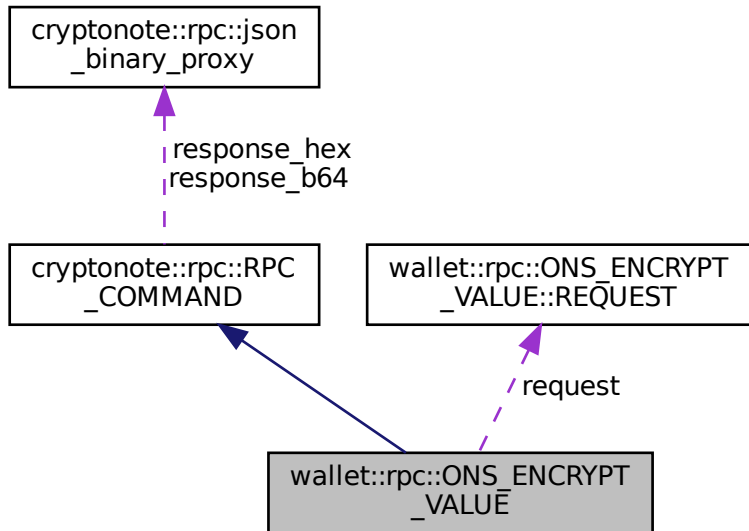 cryptonote::rpc::json
_binary_proxy
response_hex
response_b64
cryptonote::rpc::RPC
_COMMAND
wallet::rpc::ONS_ENCRYPT
_VALUE::REQUEST
request
wallet::rpc::ONS_ENCRYPT
_VALUE